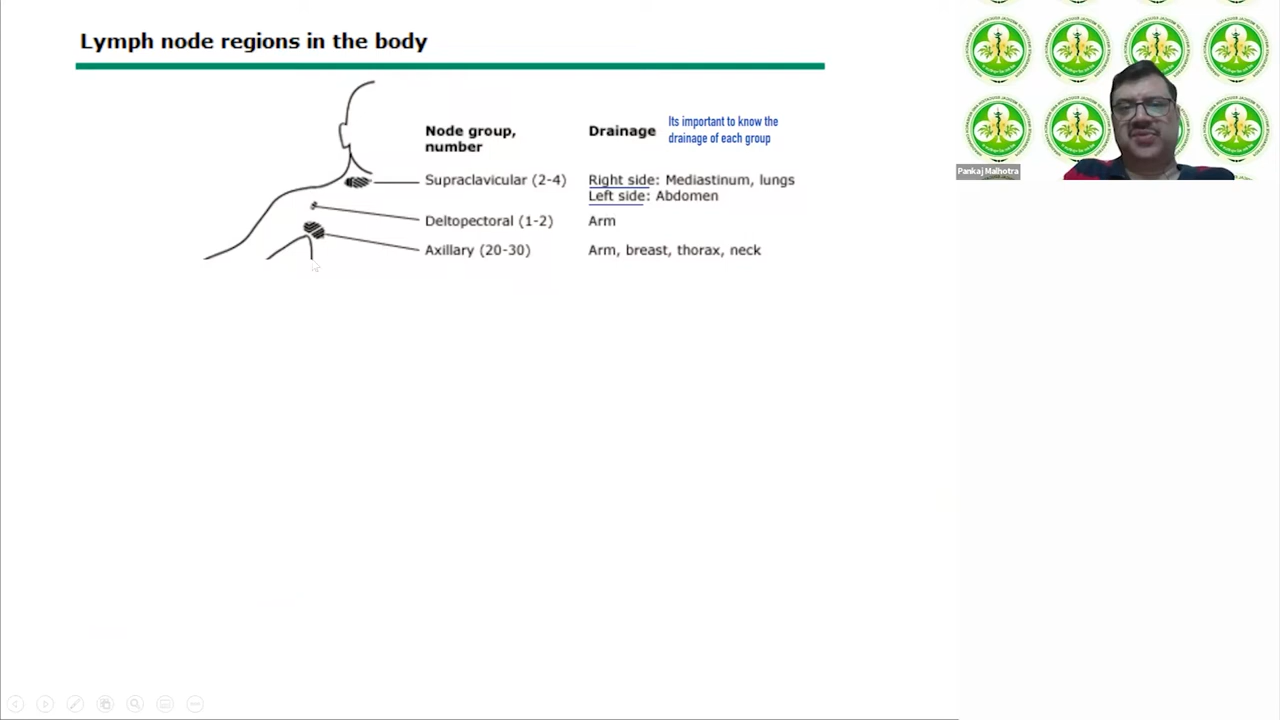 Lymph node regions in the body
Node group, number
Drainage
Its important to know the
drainage of each group
Supraclavicular (2-4) Right side: Mediastinum, lungs
Left side: Abdomen
Deltopectoral (1-2) Arm
Axillary (20-30) Arm, breast, thorax, neck
Pankaj Malhotra